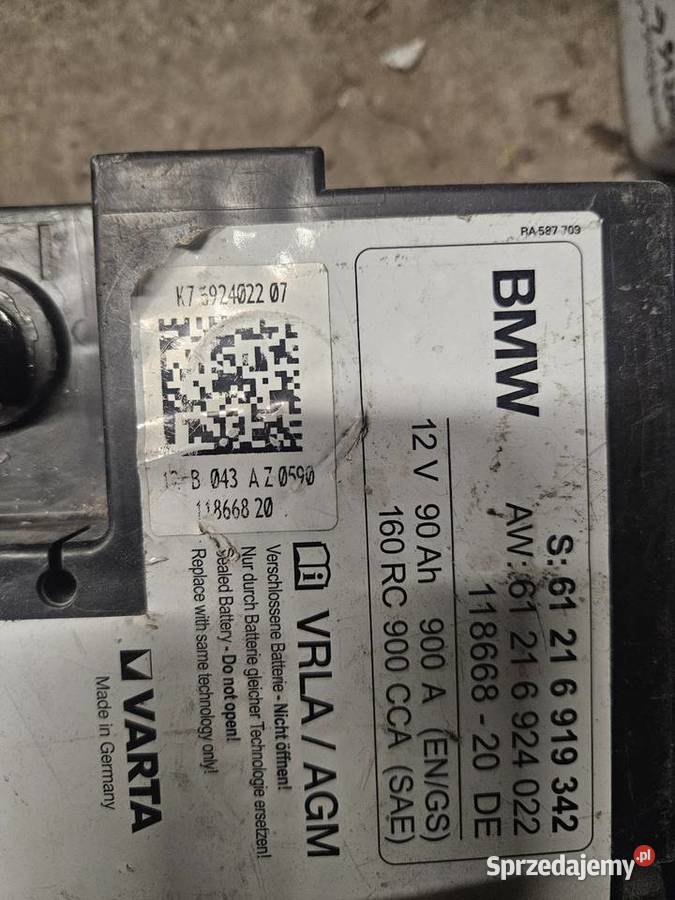 RA 587 703
BMW
S: 61 21 6 919 342
AW: 61 21 6 924 022
118668 - 20 DE
12 V 90 Ah 900 A (EN/GS)
160 RC 900 CCA (SAE)
K7 6924022 07
B 043 A Z 0590
118668 20
VRLA / AGM
Verschlossene Batterie - Nicht öffnen!
Nur durch Batterie gleicher Technologie ersetzen!
Sealed Battery - Do not open!
Replace with same technology only!
VARTA
Made in Germany
Sprzedajemy.pl